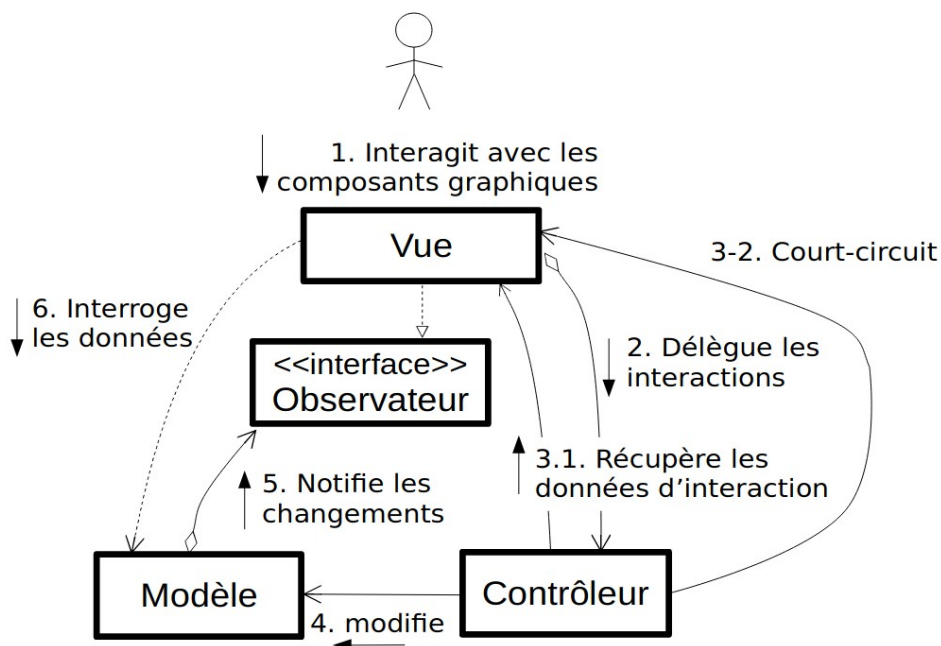 1. Interagit avec les
composants graphiques
Vue
3-2. Court-circuit
6. Interroge
les données
2. Délègue les
interactions
<<interface>>
Observateur
3.1. Récupère les
données d’interaction
5. Notifie les
changements
Modèle
Contrôleur
4. modifie